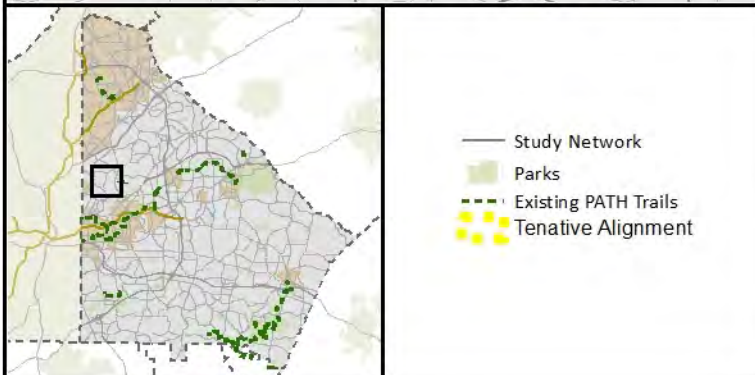 Study Network
Parks
Existing PATH Trails
Tenative Alignment